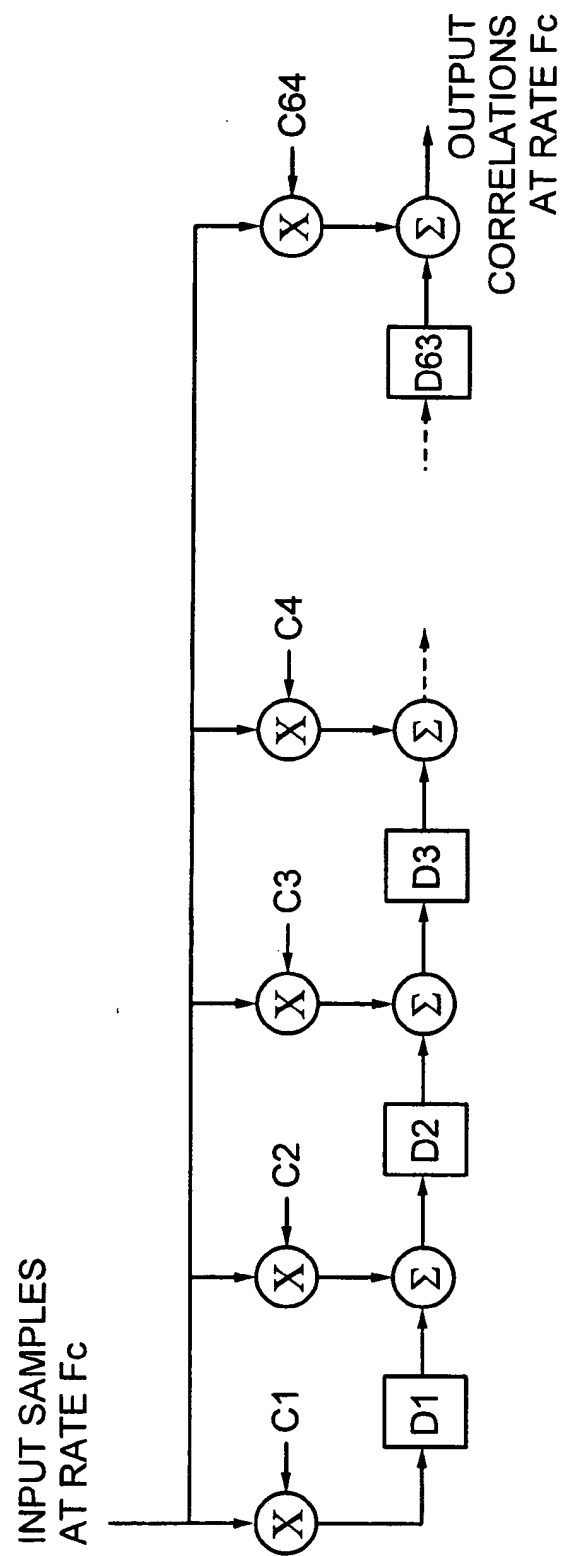 INPUT SAMPLES
AT RATE Fc
X
C1
X
C2
X
C3
X
C4
X
C64
D1
Σ
D2
Σ
D3
Σ
D63
Σ
OUTPUT
CORRELATIONS
AT RATE Fc